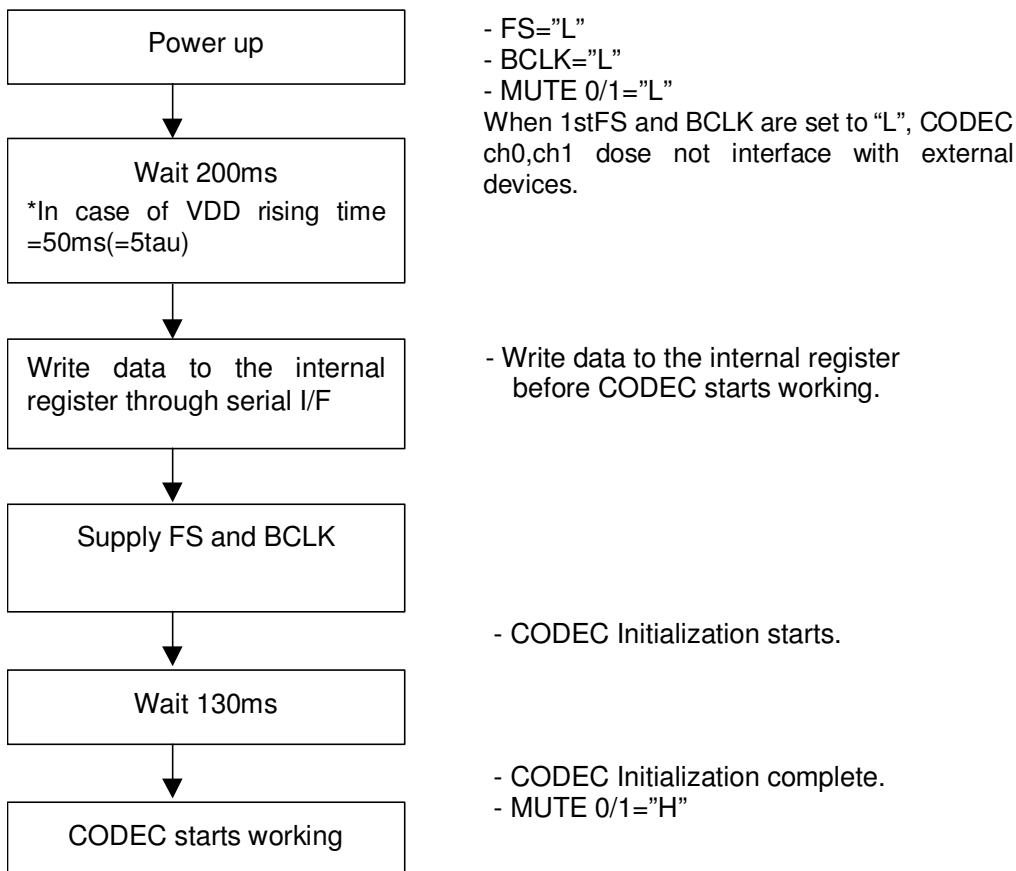 Power up
- FS="L"
- BCLK="L"
- MUTE 0/1="L"
When 1stFS and BCLK are set to “L”, CODEC
ch0,ch1 dose not interface with external
devices.
Wait 200ms
*In case of VDD rising time
=50ms(=5tau)
Write data to the internal
register through serial I/F
- Write data to the internal register
before CODEC starts working.
Supply FS and BCLK
- CODEC Initialization starts.
Wait 130ms
- CODEC Initialization complete.
- MUTE 0/1="H"
CODEC starts working